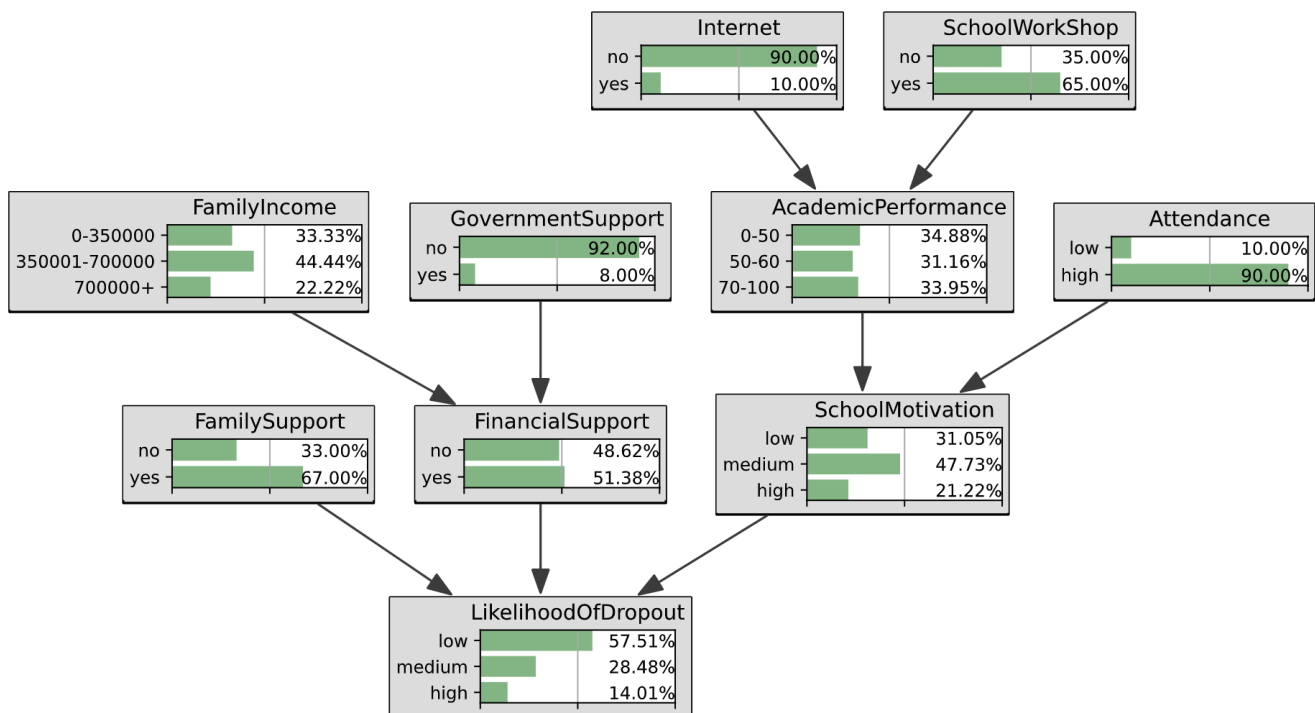 Internet
no 90.00%
yes 10.00%
SchoolWorkShop
no 35.00%
yes 65.00%
FamilyIncome
0-350000 33.33%
350001-700000 44.44%
700000+ 22.22%
GovernmentSupport
no 92.00%
yes 8.00%
AcademicPerformance
0-50 34.88%
50-60 31.16%
70-100 33.95%
Attendance
low 10.00%
high 90.00%
FamilySupport
no 33.00%
yes 67.00%
FinancialSupport
no 48.62%
yes 51.38%
SchoolMotivation
low 31.05%
medium 47.73%
high 21.22%
LikelihoodOfDropout
low 57.51%
medium 28.48%
high 14.01%